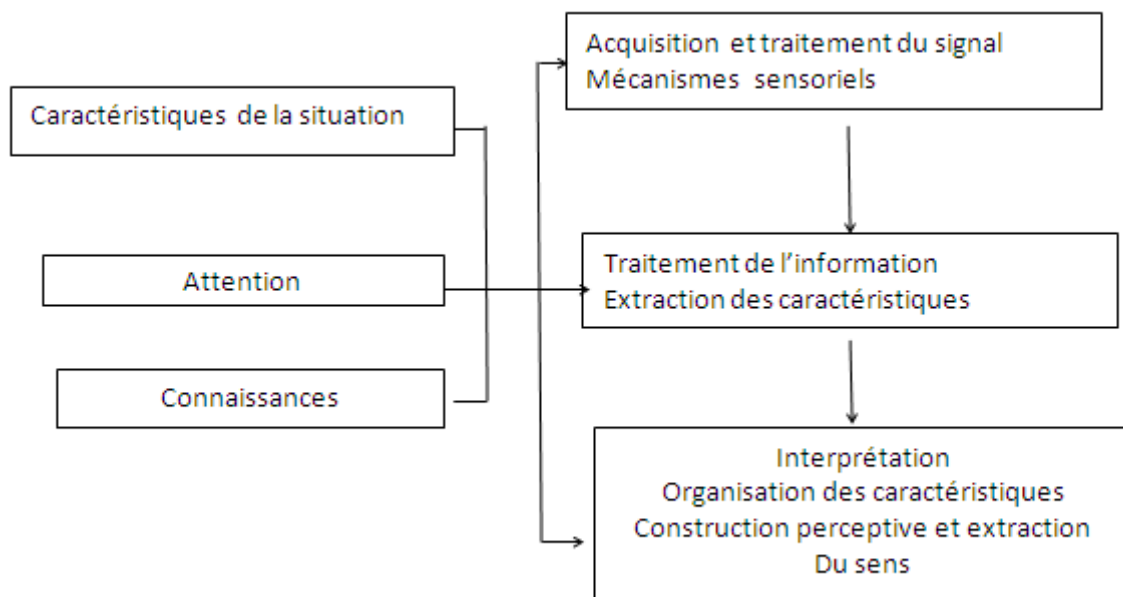 Caractéristiques de la situation
Attention
Connaissances
Acquisition et traitement du signal
Mécanismes sensoriels
Traitement de l'information
Extraction des caractéristiques
Interprétation
Organisation des caractéristiques
Construction perceptive et extraction
Du sens